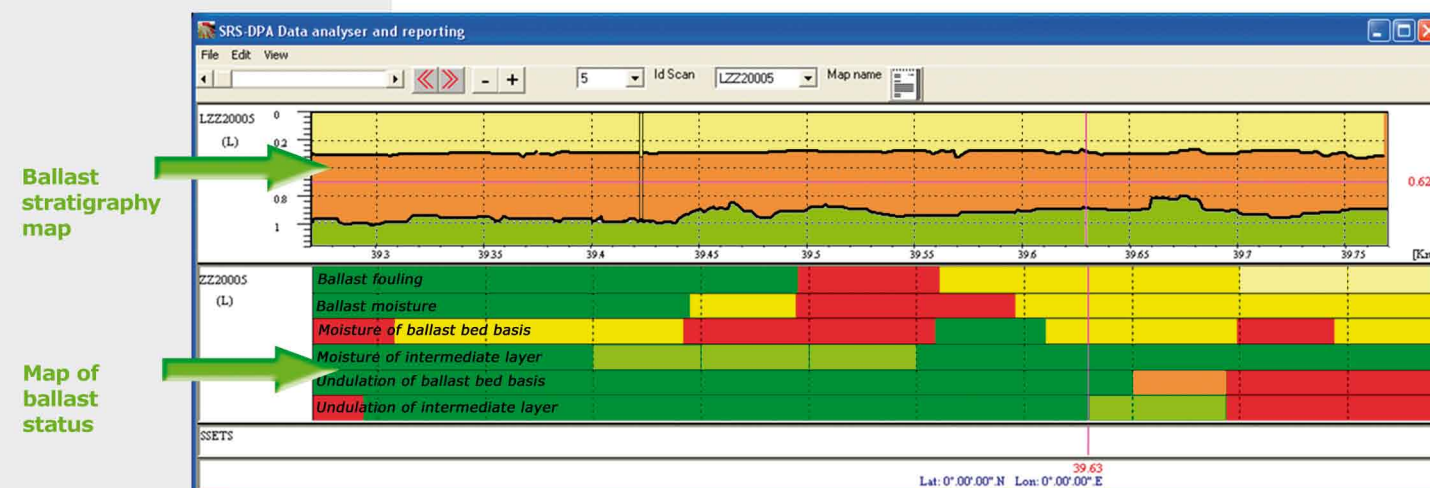 SRS-DPA Data analyser and reporting
File Edit View
- + 5 Id Scan LZZ20005 Map name
LZZ20005
(L)
0
0.2
0.8
1
Ballast
stratigraphy
map
0.62
39.3 39.35 39.4 39.45 39.5 39.55 39.6 39.65 39.7 39.75 [Km
ZZ20005
(L)
Ballast fouling
Ballast moisture
Moisture of ballast bed basis
Moisture of intermediate layer
Undulation of ballast bed basis
Undulation of intermediate layer
Map of
ballast
status
SSETS
39.63
Lat: 0°.00'.00".N Lon: 0°.00'.00".E